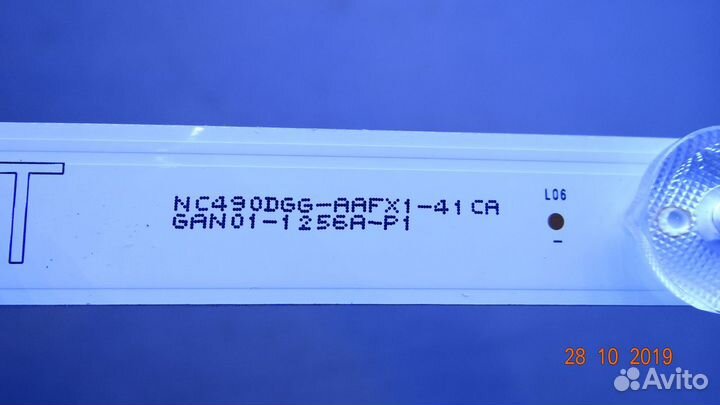 T
NC490DGG-AAFX1-41CA
GAN01-1256A-P1
L06
-
28 10 2019
Avito